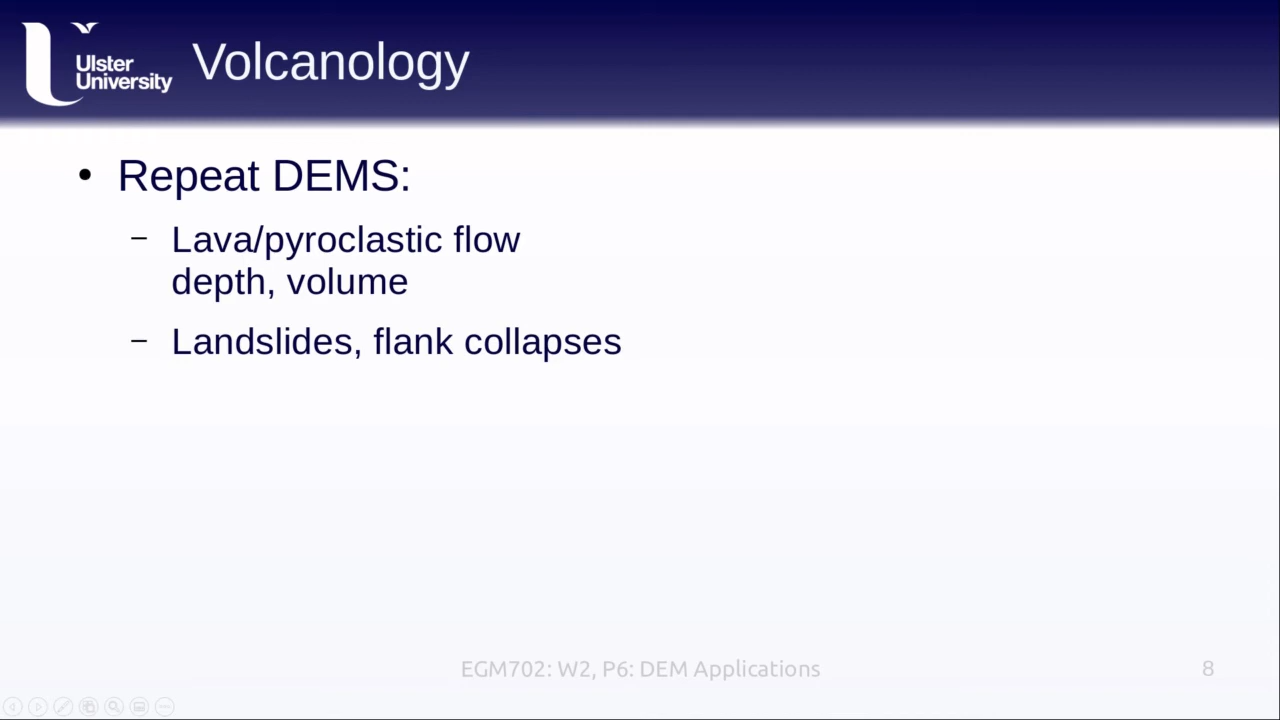 Ulster
University
Volcanology
• Repeat DEMS:
– Lava/pyroclastic flow
depth, volume
– Landslides, flank collapses
EGM702: W2, P6: DEM Applications
8